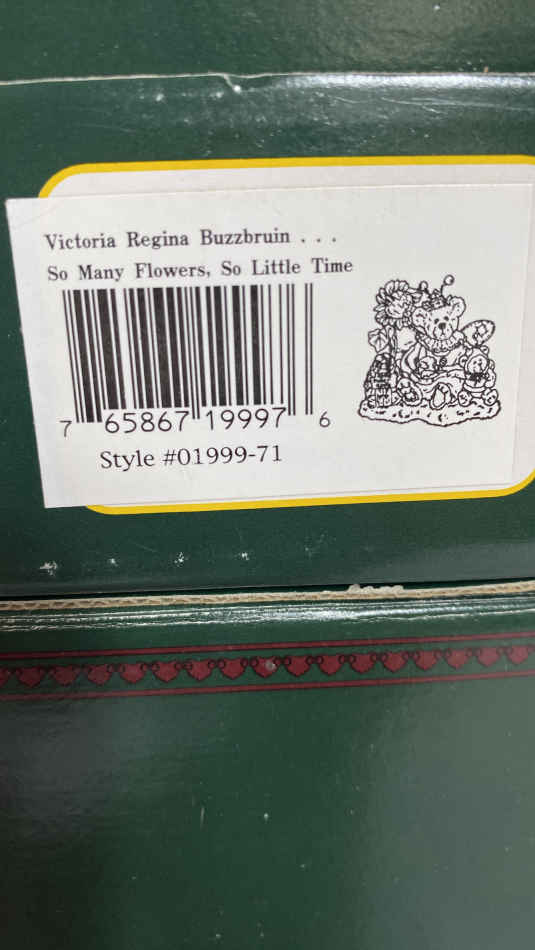 Victoria Regina Buzzbruin . . .
So Many Flowers, So Little Time
7 65867 19997 6
Style #01999-71